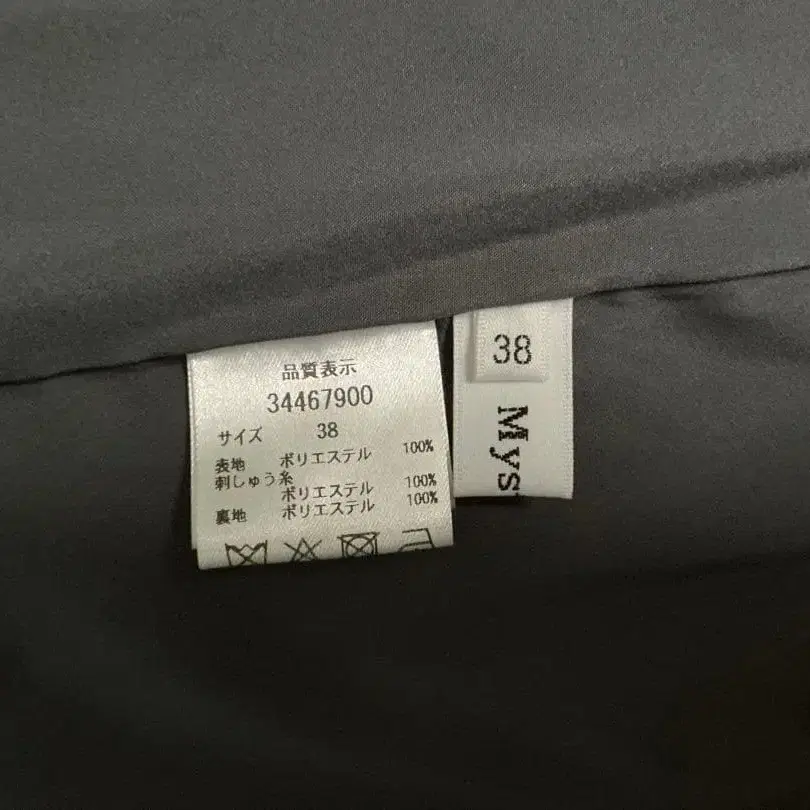 品質表示
34467900
サイズ 38
表地 ポリエステル 100%
刺しゅう糸
ポリエステル 100%
裏地 ポリエステル 100%
38
Mys